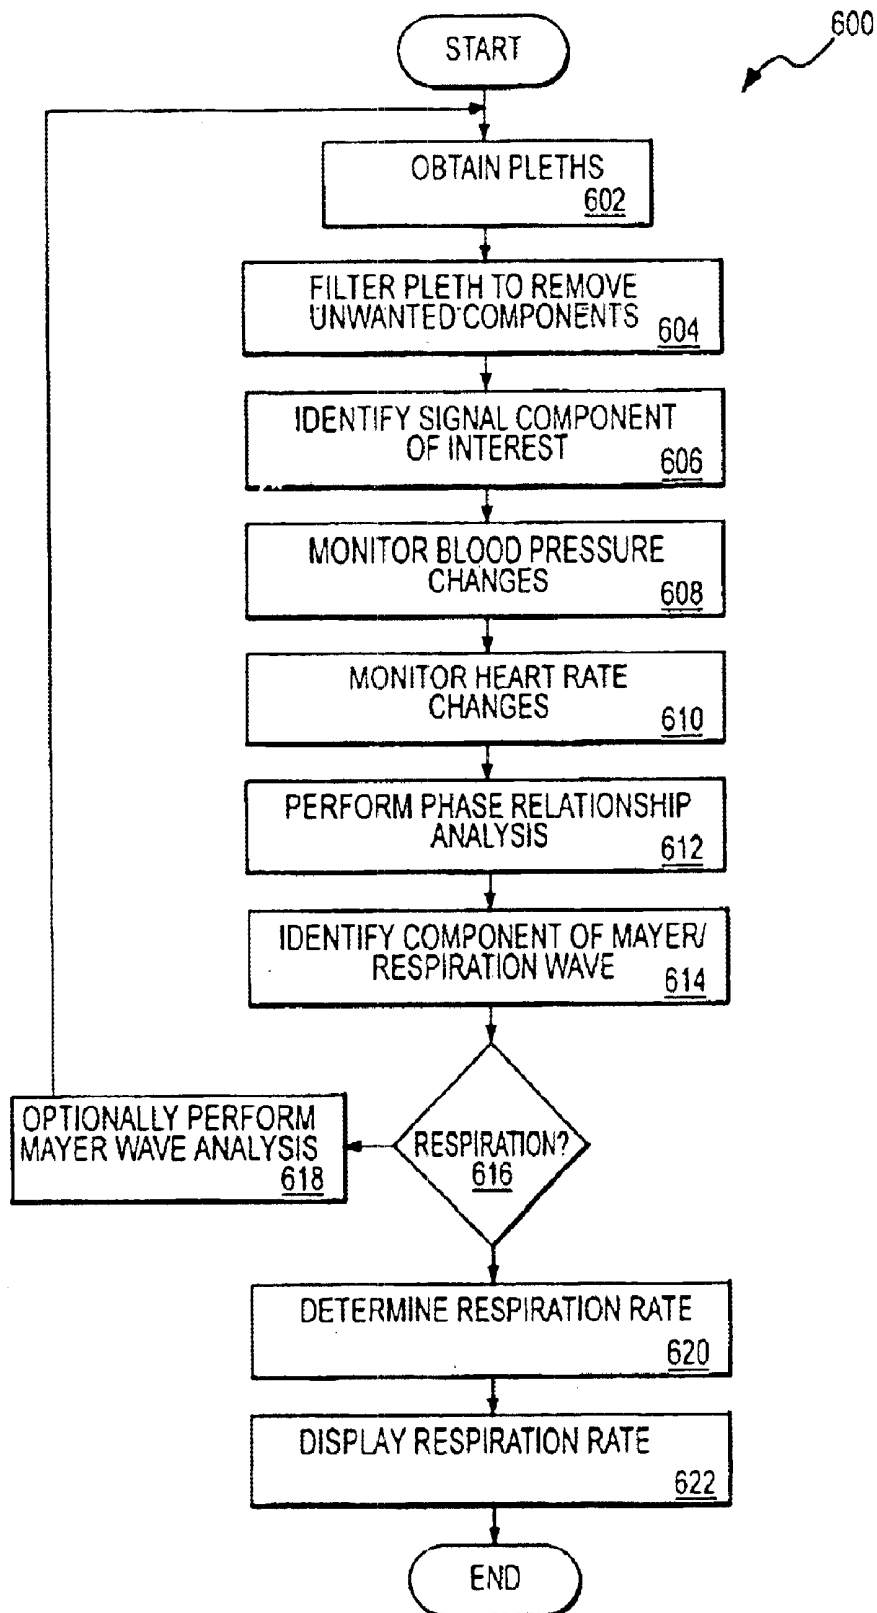 600
START
OBTAIN PLETHS
602
FILTER PLETH TO REMOVE
UNWANTED COMPONENTS
604
IDENTIFY SIGNAL COMPONENT
OF INTEREST
606
MONITOR BLOOD PRESSURE
CHANGES
608
MONITOR HEART RATE
CHANGES
610
PERFORM PHASE RELATIONSHIP
ANALYSIS
612
IDENTIFY COMPONENT OF MAYER/
RESPIRATION WAVE
614
RESPIRATION?
616
OPTIONALLY PERFORM
MAYER WAVE ANALYSIS
618
DETERMINE RESPIRATION RATE
620
DISPLAY RESPIRATION RATE
622
END